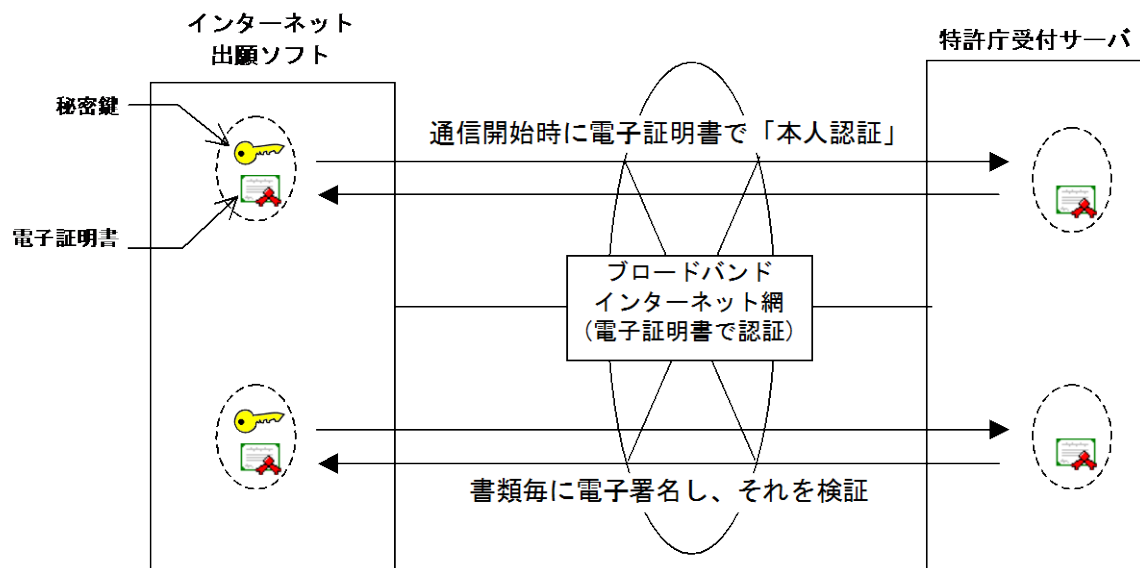 インターネット
出願ソフト
特許庁受付サーバ
秘密鍵
通信開始時に電子証明書で「本人認証」
電子証明書
ブロードバンド
インターネット網
(電子証明書で認証)
書類毎に電子署名し、それを検証